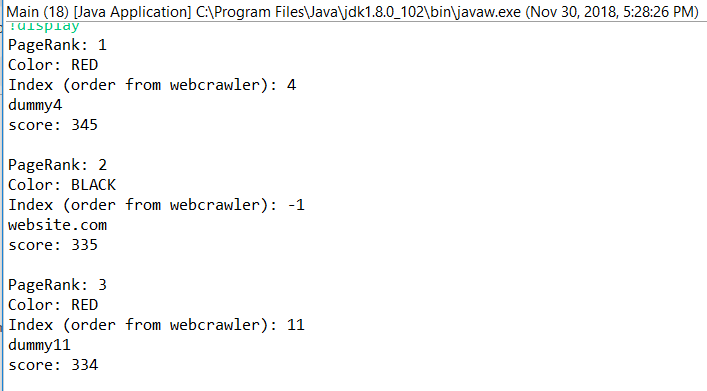 Main (18) [Java Application] C:\Program Files\Java\jdk1.8.0_102\bin\javaw.exe (Nov 30, 2018, 5:28:26 PM)
!display
PageRank: 1
Color: RED
Index (order from webcrawler): 4
dummy4
score: 345
PageRank: 2
Color: BLACK
Index (order from webcrawler): -1
website.com
score: 335
PageRank: 3
Color: RED
Index (order from webcrawler): 11
dummy11
score: 334